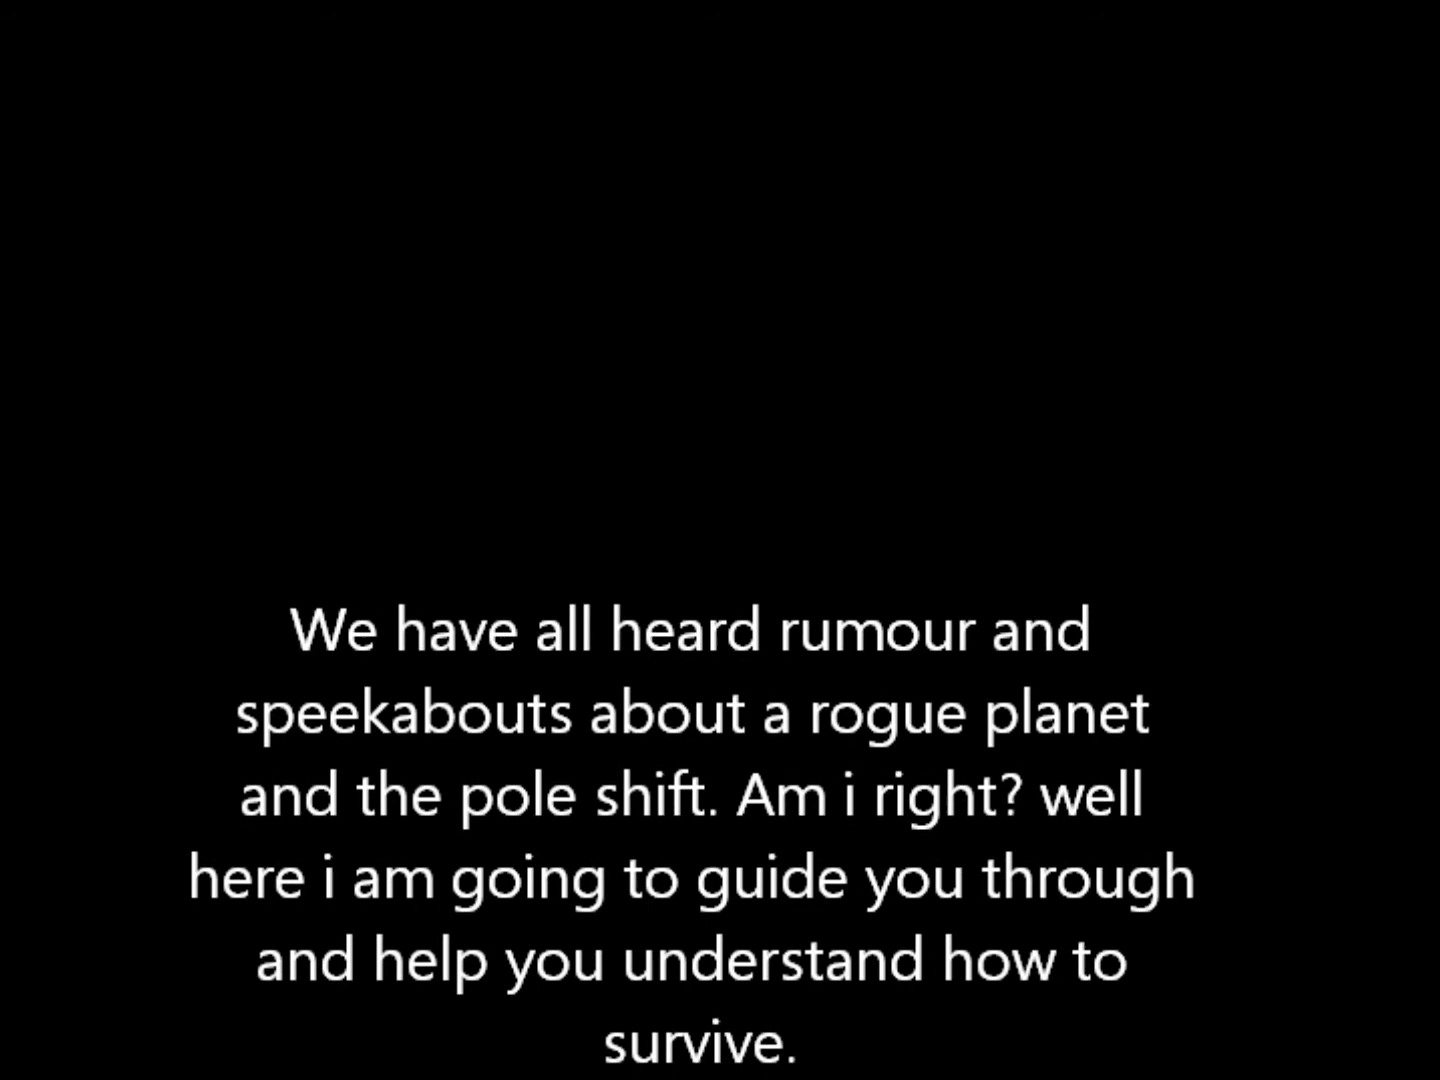 We have all heard rumour and
speekabouts about a rogue planet
and the pole shift. Am i right? well
here i am going to guide you through
and help you understand how to
survive.